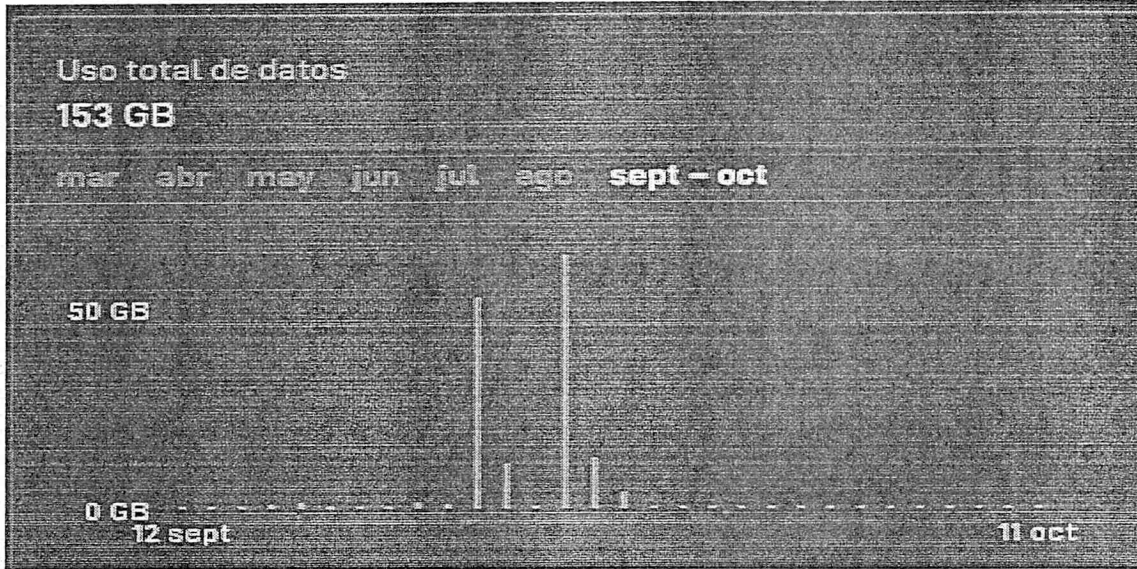 Uso total de datos
153 GB
mar abr may jun jul ago sept – oct
50 GB
0 GB
12 sept 11 oct